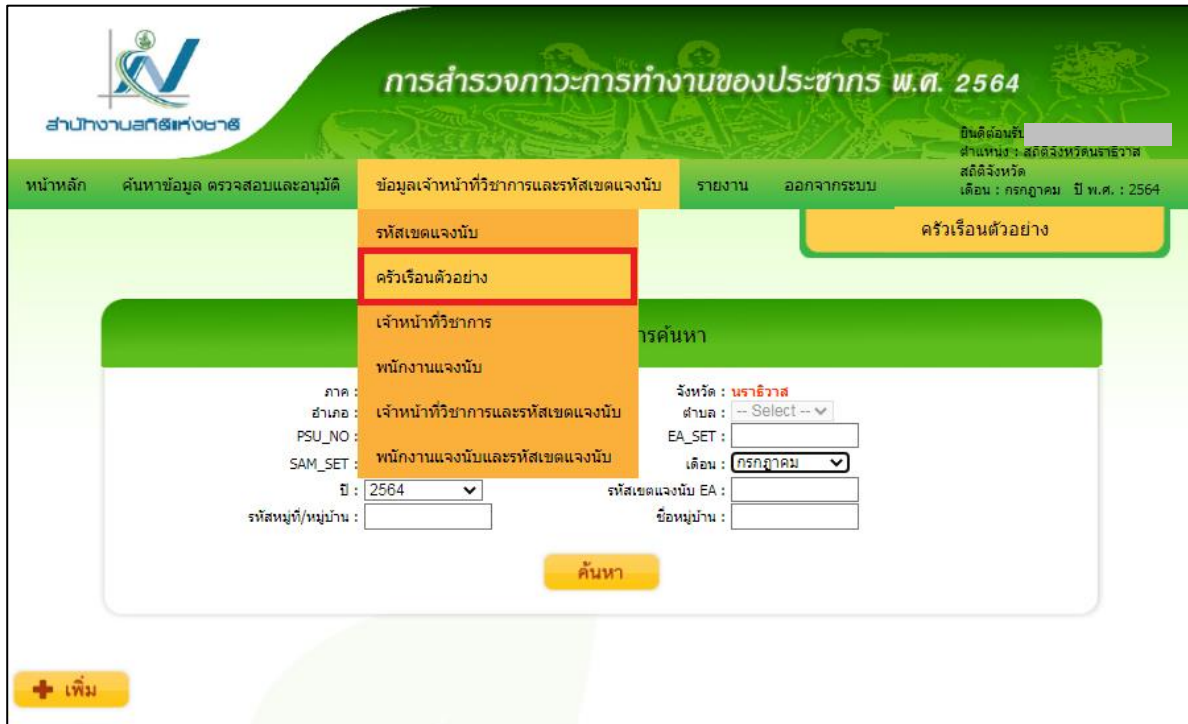 การสำรวจภาวะการทำงานของประชากร พ.ศ. 2564
สำนักงานสถิติแห่งชาติ
ยินดีต้อนรับ
ตำแหน่ง : สถิติจังหวัดนราธิวาส
สถิติจังหวัด
เดือน : กรกฎาคม ปี พ.ศ. : 2564
หน้าหลัก ค้นหาข้อมูล ตรวจสอบและอนุมัติ ข้อมูลเจ้าหน้าที่วิชาการและรหัสเขตแจงนับ รายงาน ออกจากระบบ
รหัสเขตแจงนับ
ครัวเรือนตัวอย่าง
เจ้าหน้าที่วิชาการ
พนักงานแจงนับ
เจ้าหน้าที่วิชาการและรหัสเขตแจงนับ
พนักงานแจงนับและรหัสเขตแจงนับ
ครัวเรือนตัวอย่าง
การค้นหา
ภาค : จังหวัด : นราธิวาส
อำเภอ : ตำบล : -- Select --
PSU_NO : EA_SET :
SAM_SET : เดือน : กรกฎาคม
ปี : 2564 รหัสเขตแจงนับ EA :
รหัสหมู่ที่/หมู่บ้าน : ชื่อหมู่บ้าน :
ค้นหา
เพิ่ม